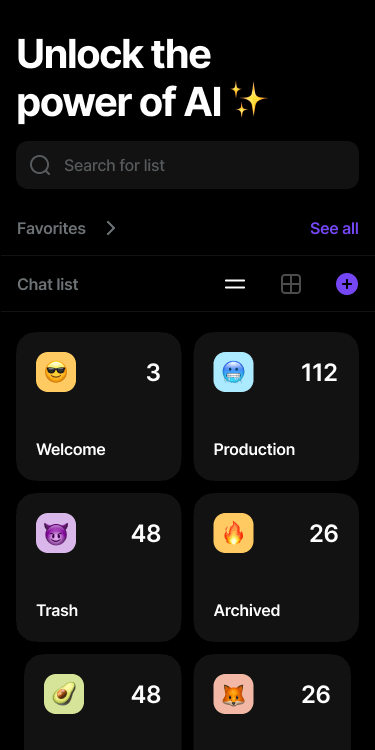 Unlock the
power of AI ✨
Search for list
Favorites
See all
Chat list
3
112
Welcome
Production
48
26
Trash
Archived
48
26